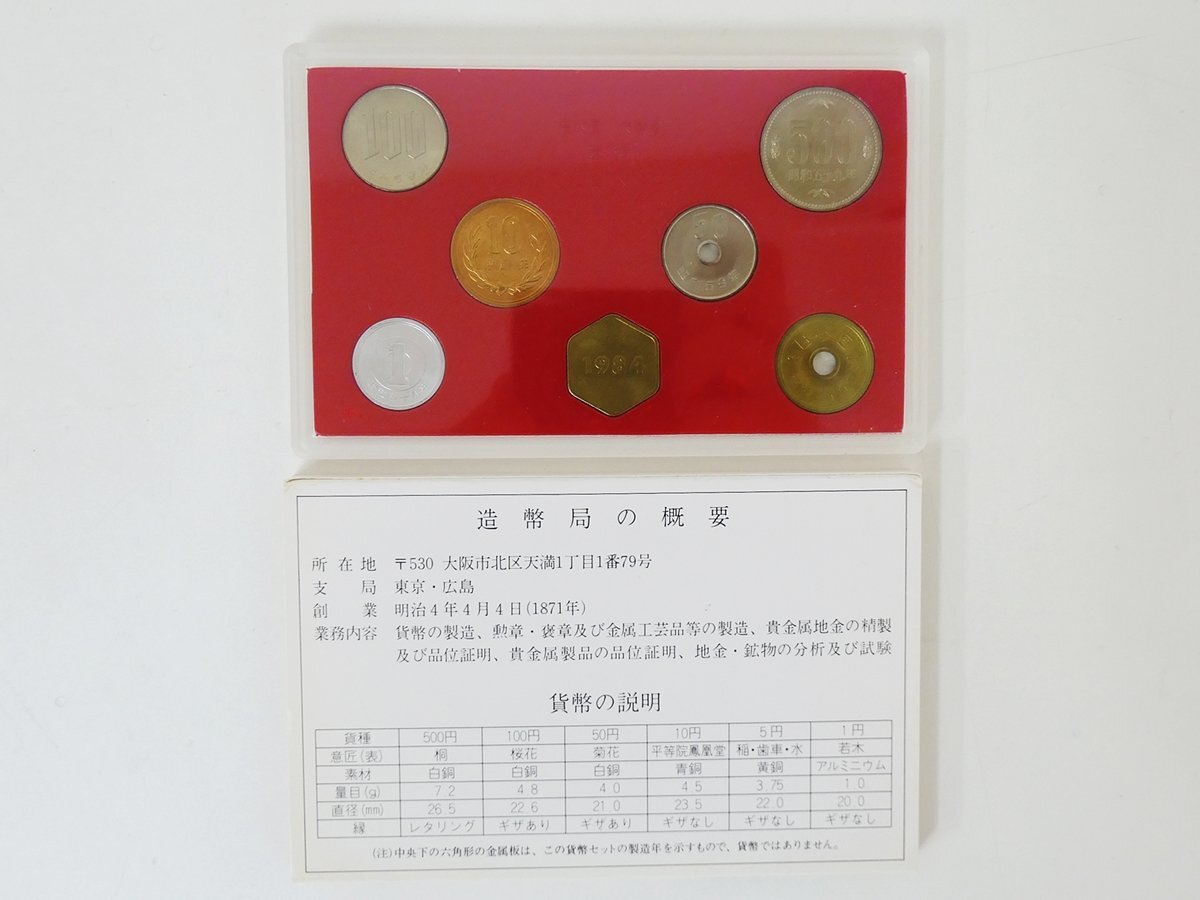 100
500
昭和五十九年
10
50
昭和59年
1
1984
造幣局の概要
所在地 〒530 大阪市北区天満1丁目1番79号
支局 東京・広島
創業 明治4年4月4日(1871年)
業務内容 貨幣の製造、勲章・褒章及び金属工芸品等の製造、貴金属地金の精製
及び品位証明、貴金属製品の品位証明、地金・鉱物の分析及び試験
貨幣の説明
貨種 500円 100円 50円 10円 5円 1円
意匠(表) 桐 桜花 菊花 平等院鳳凰堂 稲・歯車・水 若木
素材 白銅 白銅 白銅 青銅 黄銅 アルミニウム
量目(g) 7.2 4.8 4.0 4.5 3.75 1.0
直径(mm) 26.5 22.6 21.0 23.5 22.0 20.0
縁 レタリング ギザあり ギザあり ギザなし ギザなし ギザなし
(注)中央下の六角形の金属板は、この貨幣セットの製造年を示すもので、貨幣ではありません。